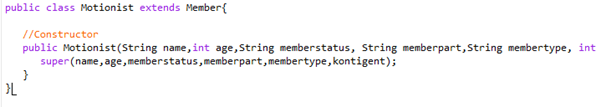 public class Motionist extends Member{
//Constructor
public Motionist(String name,int age,String memberstatus, String memberpart,String membertype, int
super(name,age,memberstatus,memberpart,membertype,kontigent);
}
}